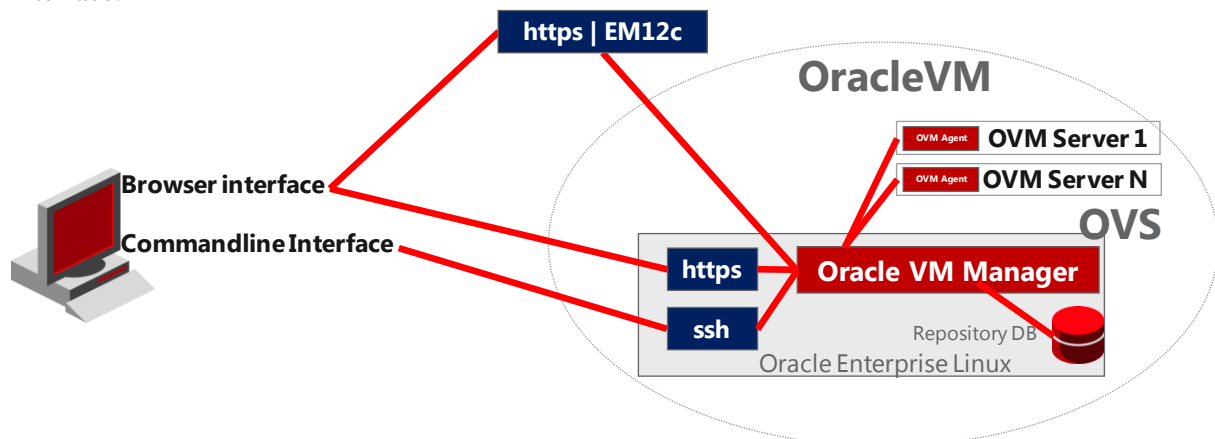 https | EM12c
OracleVM
OVM Agent OVM Server 1
OVM Agent OVM Server N
OVS
Browser interface
Commandline Interface
https
Oracle VM Manager
ssh
Repository DB
Oracle Enterprise Linux